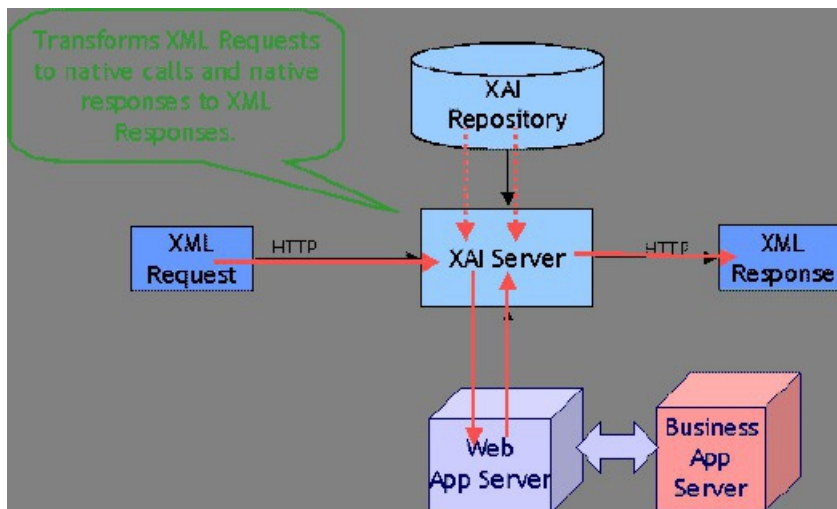 Transforms XML Requests
to native calls and native
responses to XML
Responses.
XAI
Repository
XML
Request
HTTP
XAI Server
HTTP
XML
Response
Web
App Server
Business
App
Server